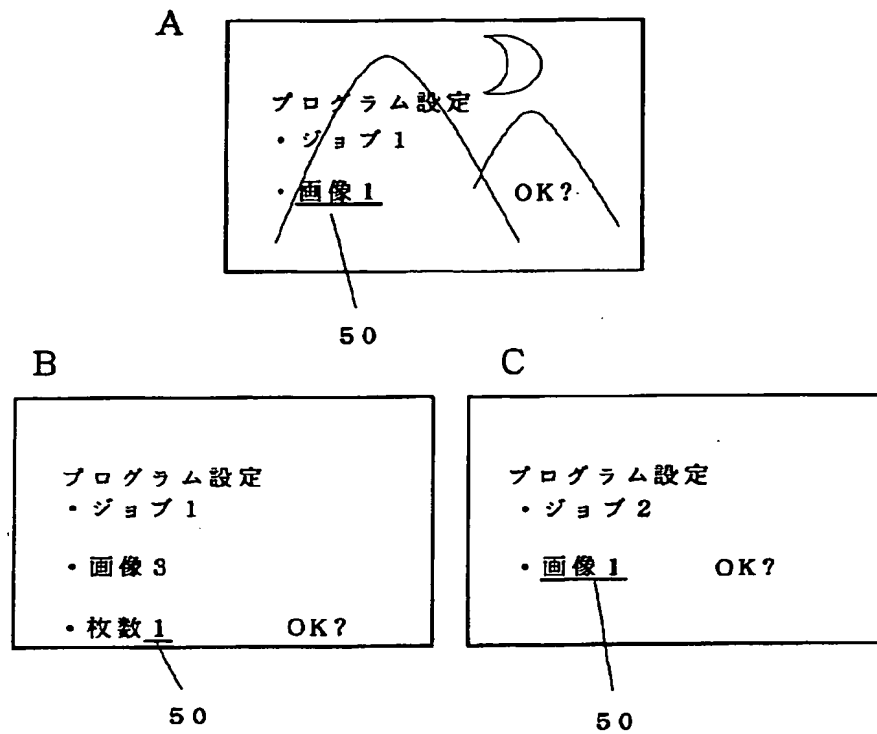 A
プログラム設定
・ジョブ1
・画像1 OK?
50
B
プログラム設定
・ジョブ1
・画像3
・枚数1 OK?
50
C
プログラム設定
・ジョブ2
・画像1 OK?
50